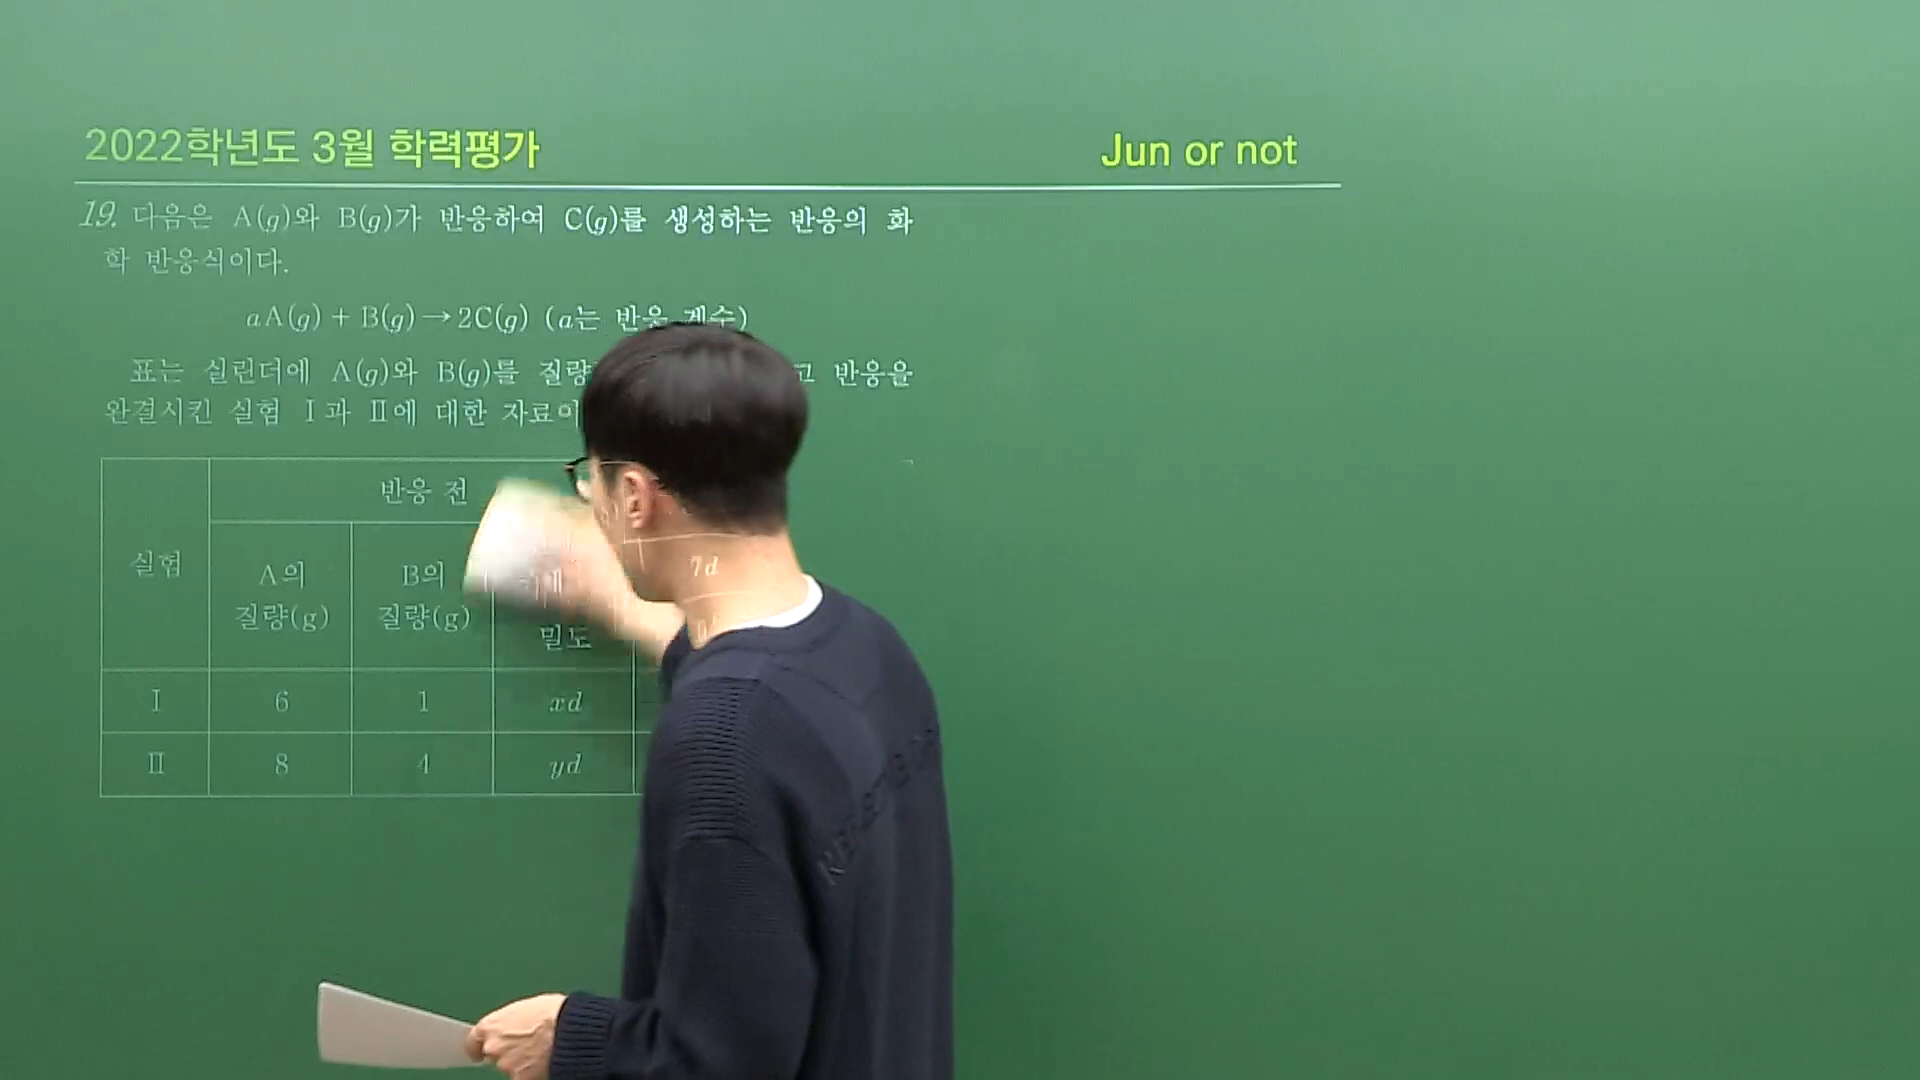 2022학년도 3월 학력평가
Jun or not
19. 다음은 A(g)와 B(g)가 반응하여 C(g)를 생성하는 반응의 화
학 반응식이다.
aA(g) + B(g) → 2C(g) (a는 반응 계수)
표는 실린더에 A(g)와 B(g)를 고 반응을
완결시킨 실험 Ⅰ과 Ⅱ에 대한
반응 전
실험
A의 질량(g)
B의 질량(g)
밀도
7d
Ⅰ 6 1 xd
Ⅱ 8 4 yd